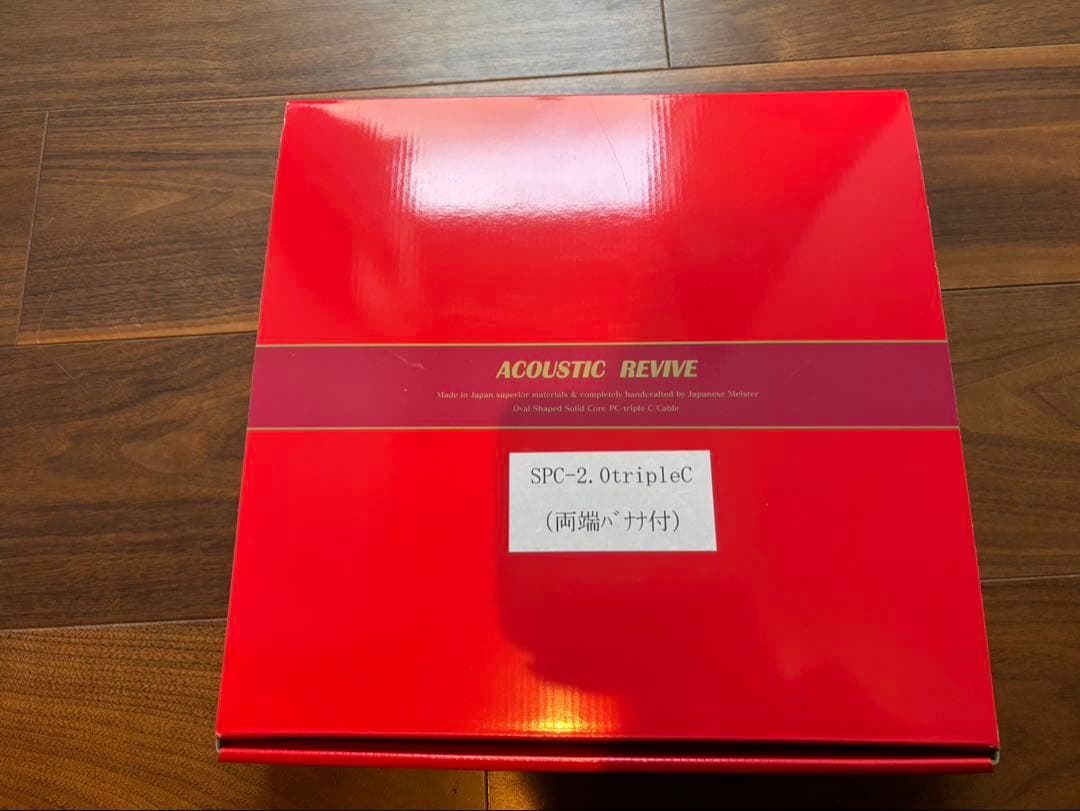 ACOUSTIC REVIVE
Made in Japan superior materials & completely handcrafted by Japanese Meister
Oval Shaped Solid Core PC-triple C Cable
SPC-2.0tripleC
(両端ﾊﾞﾅﾅ付)